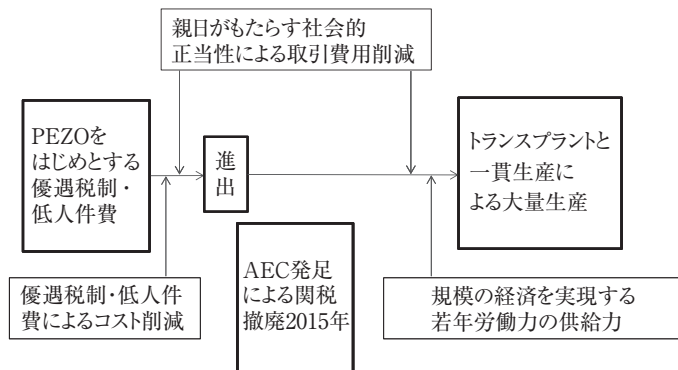 親日がもたらす社会的
正当性による取引費用削減
PEZOを
はじめとする
優遇税制・
低人件費
進
出
トランスプラントと
一貫生産に
よる大量生産
AEC発足
による関税
撤廃2015年
優遇税制・低人件
費によるコスト削減
規模の経済を実現する
若年労働力の供給力